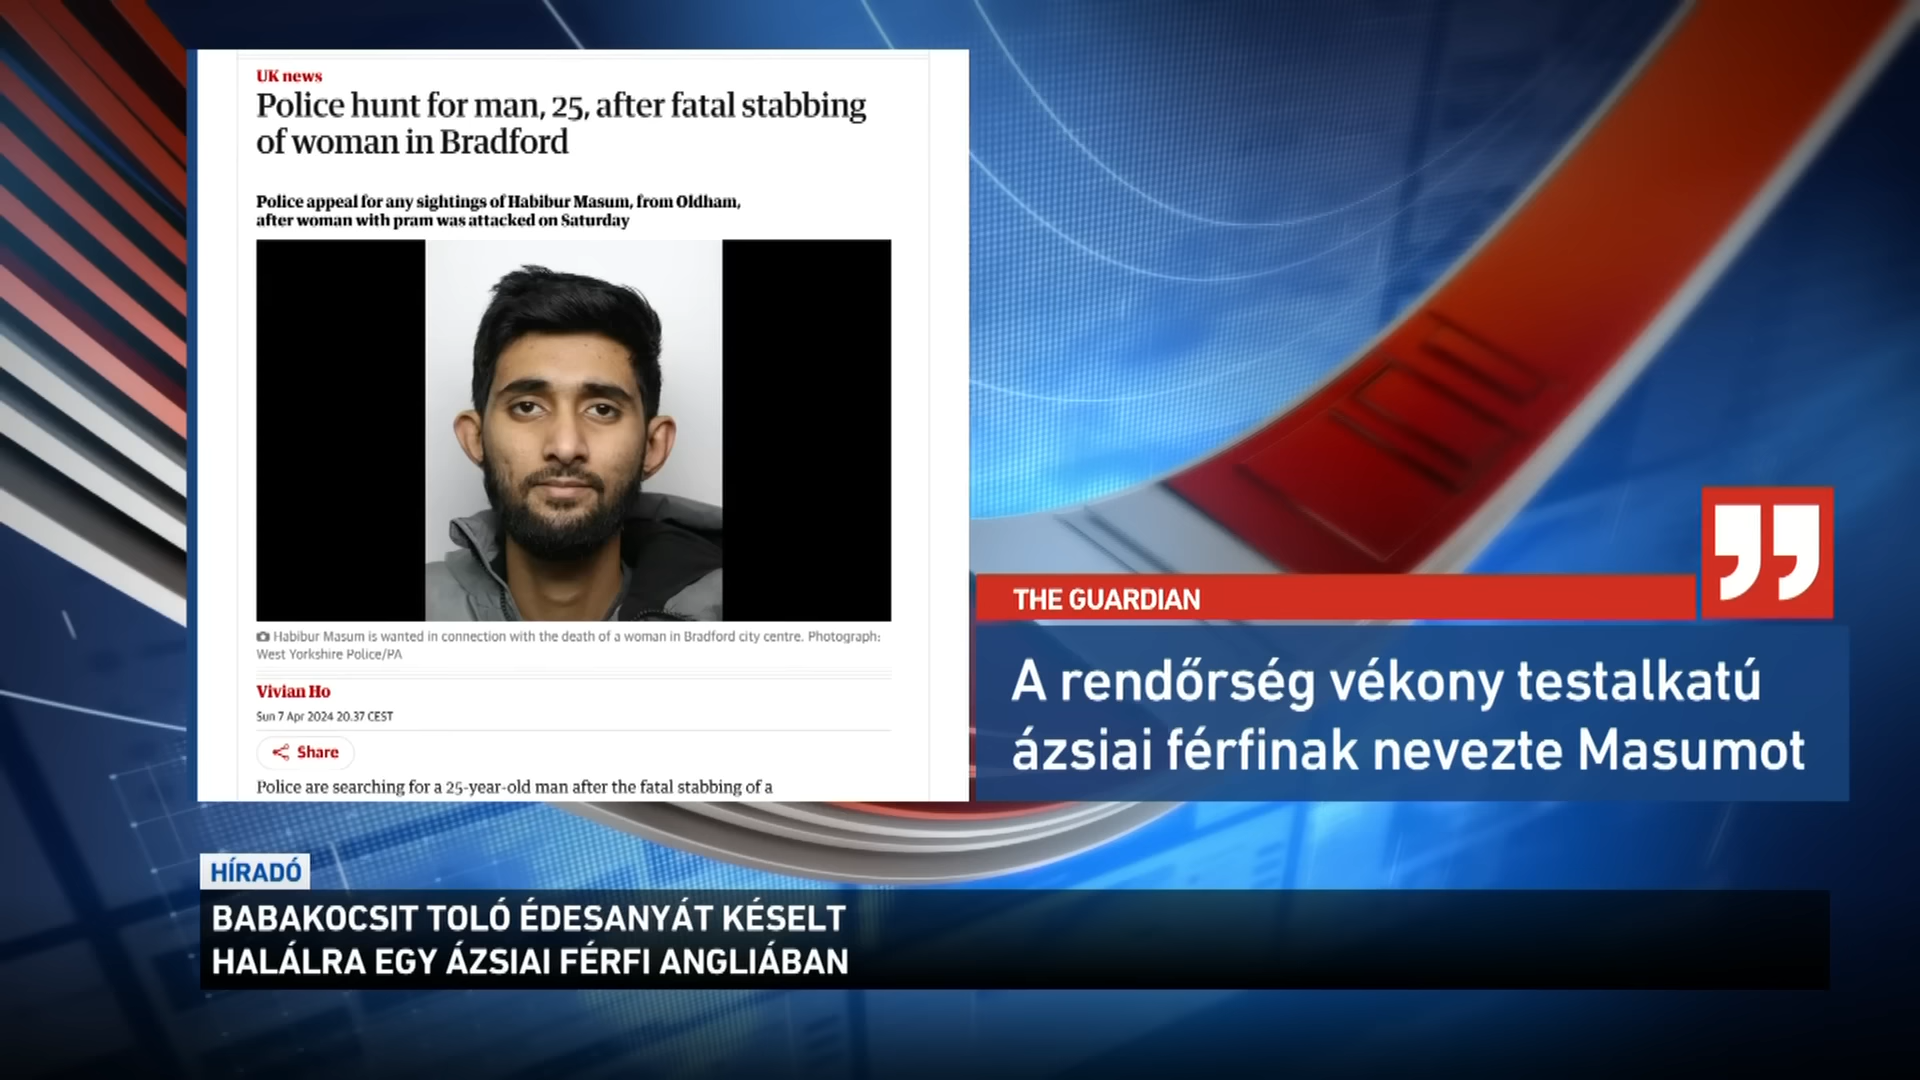 UK news
Police hunt for man, 25, after fatal stabbing
of woman in Bradford
Police appeal for any sightings of Habibur Masum, from Oldham,
after woman with pram was attacked on Saturday
Habibur Masum is wanted in connection with the death of a woman in Bradford city centre. Photograph:
West Yorkshire Police/PA
Vivian Ho
Sun 7 Apr 2024 20.37 CEST
Share
Police are searching for a 25-year-old man after the fatal stabbing of a
THE GUARDIAN
A rendőrség vékony testalkatú
ázsiai férfinak nevezte Masumot
HÍRADÓ
BABAKOCSIT TOLÓ ÉDESANYÁT KÉSELT
HALÁLRA EGY ÁZSIAI FÉRFI ANGLIÁBAN